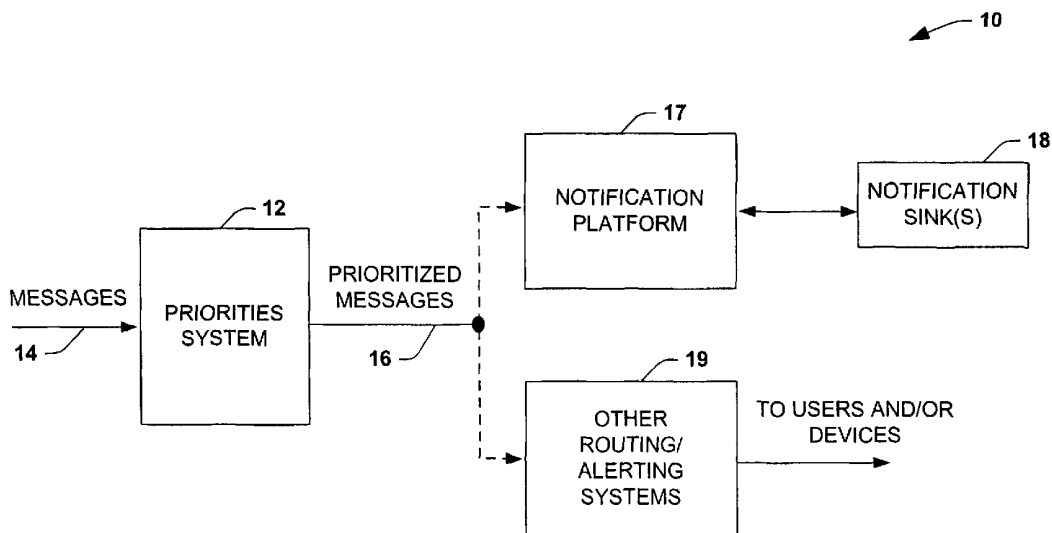 10
17
NOTIFICATION
PLATFORM
18
NOTIFICATION
SINK(S)
12
PRIORITIES
SYSTEM
MESSAGES
14
PRIORITIZED
MESSAGES
16
19
OTHER
ROUTING/
ALERTING
SYSTEMS
TO USERS AND/OR
DEVICES